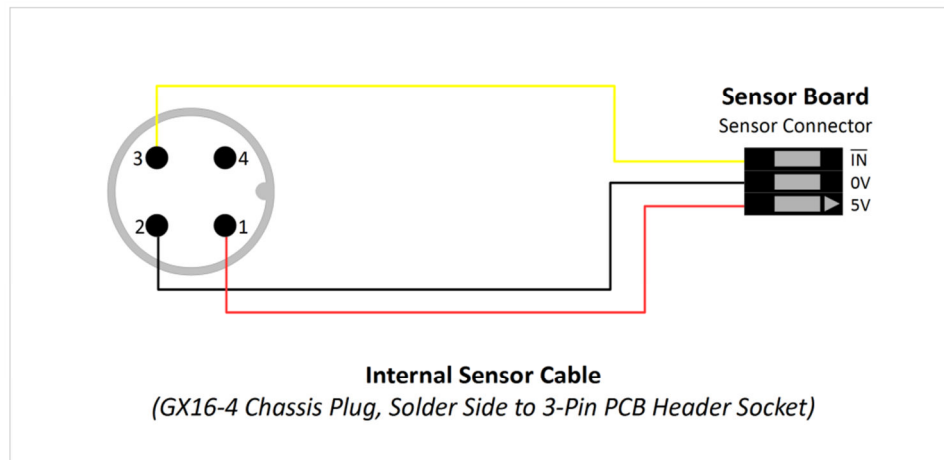 Sensor Board
Sensor Connector
3 4 I̅N̅
0V
2 1 5V
Internal Sensor Cable
(GX16-4 Chassis Plug, Solder Side to 3-Pin PCB Header Socket)